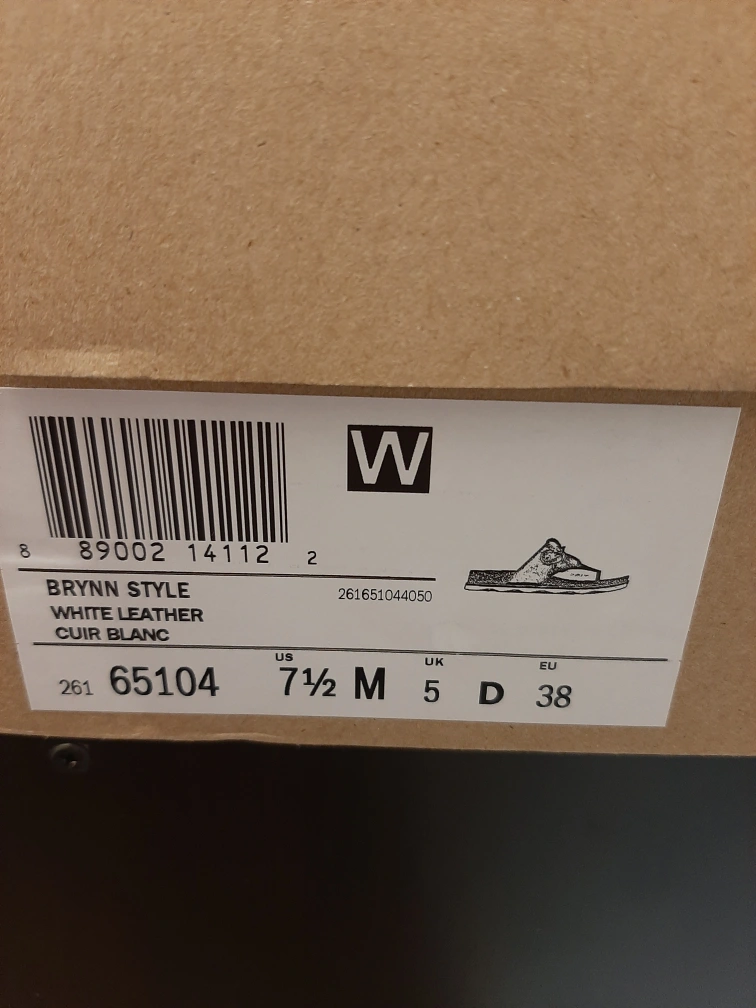 W
8 89002 14112 2
BRYNN STYLE 261651044050
WHITE LEATHER
CUIR BLANC
US UK EU
261 65104 7½ M 5 D 38